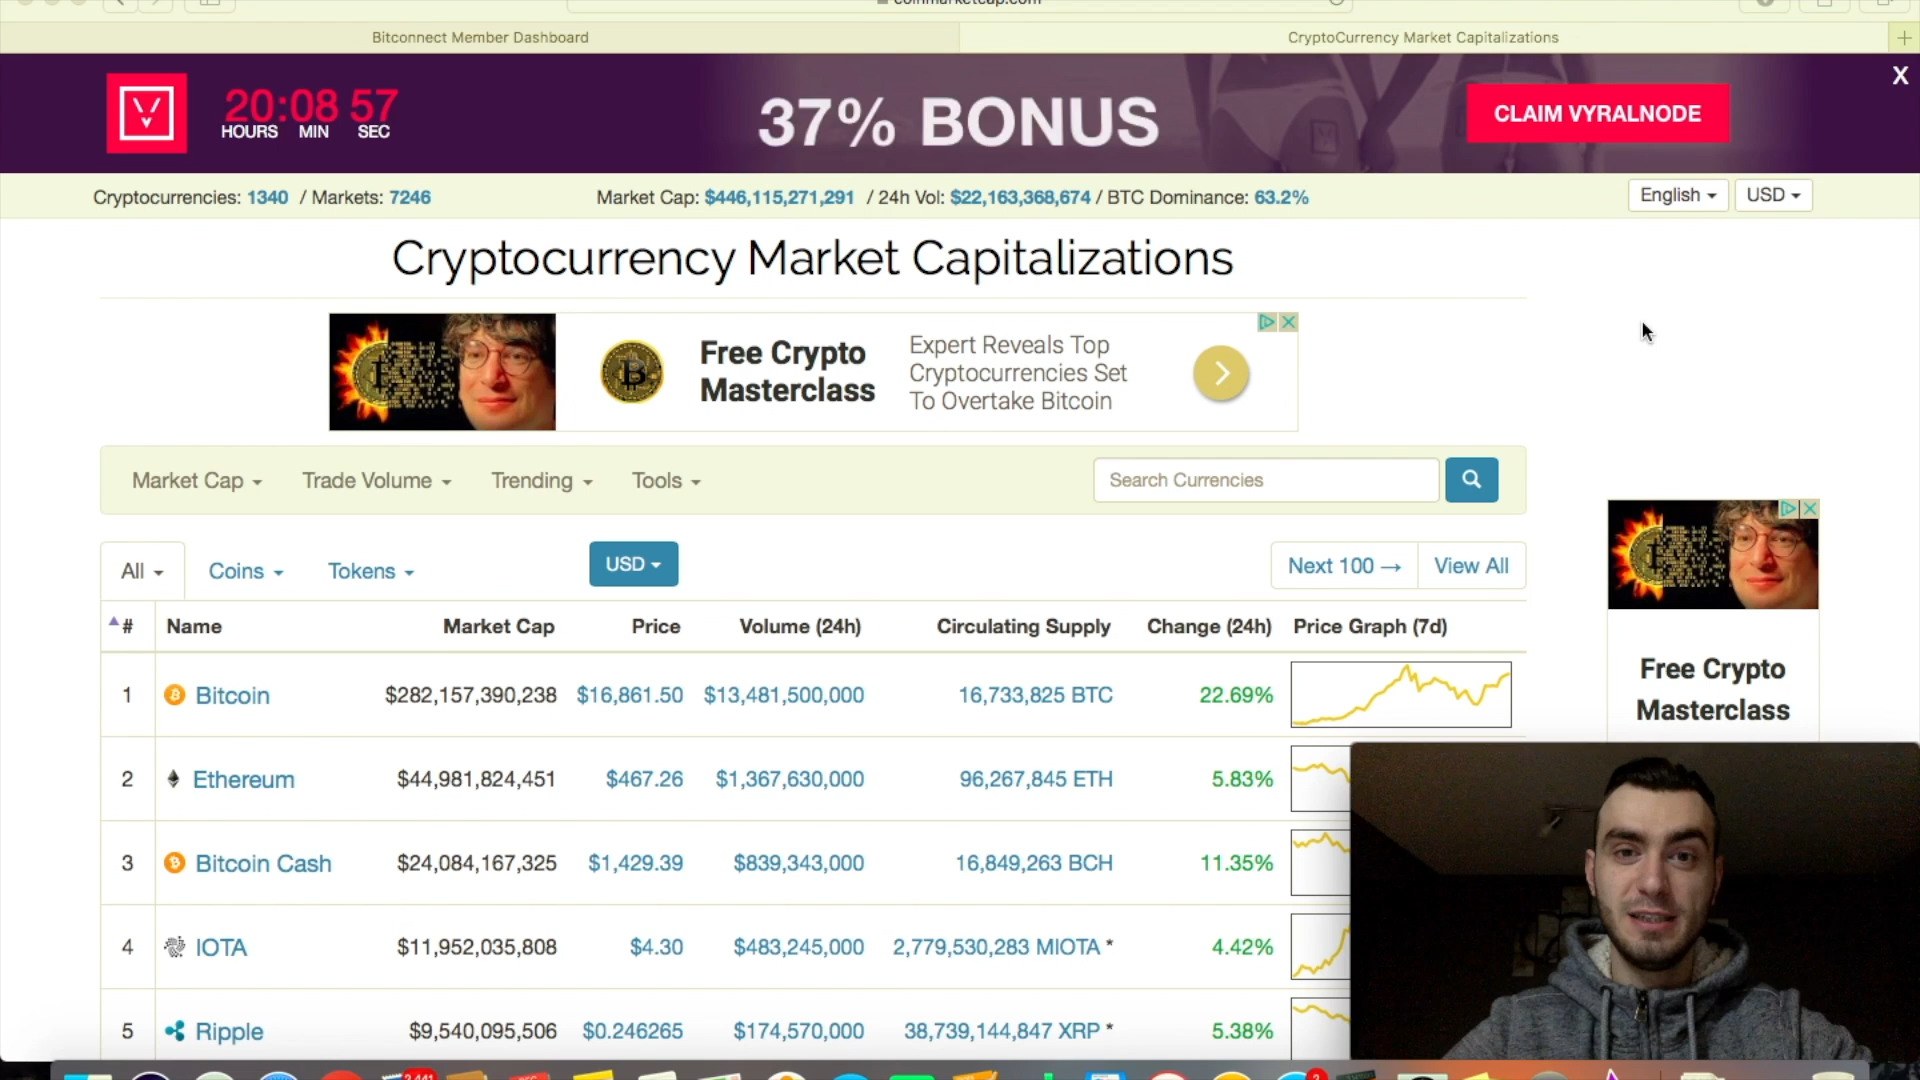 coinmarketcap.com
Bitconnect Member Dashboard
CryptoCurrency Market Capitalizations
20:08 57
HOURS MIN SEC
37% BONUS
CLAIM VYRALNODE
X
Cryptocurrencies: 1340 / Markets: 7246
Market Cap: $446,115,271,291 / 24h Vol: $22,163,368,674 / BTC Dominance: 63.2%
English
USD
Cryptocurrency Market Capitalizations
Free Crypto
Masterclass
Expert Reveals Top
Cryptocurrencies Set
To Overtake Bitcoin
Market Cap Trade Volume Trending Tools
Search Currencies
All Coins Tokens
USD
Next 100 → View All
# Name Market Cap Price Volume (24h) Circulating Supply Change (24h) Price Graph (7d)
1 Bitcoin $282,157,390,238 $16,861.50 $13,481,500,000 16,733,825 BTC 22.69%
2 Ethereum $44,981,824,451 $467.26 $1,367,630,000 96,267,845 ETH 5.83%
3 Bitcoin Cash $24,084,167,325 $1,429.39 $839,343,000 16,849,263 BCH 11.35%
4 IOTA $11,952,035,808 $4.30 $483,245,000 2,779,530,283 MIOTA * 4.42%
5 Ripple $9,540,095,506 $0.246265 $174,570,000 38,739,144,847 XRP * 5.38%
Free Crypto
Masterclass
2,441
2